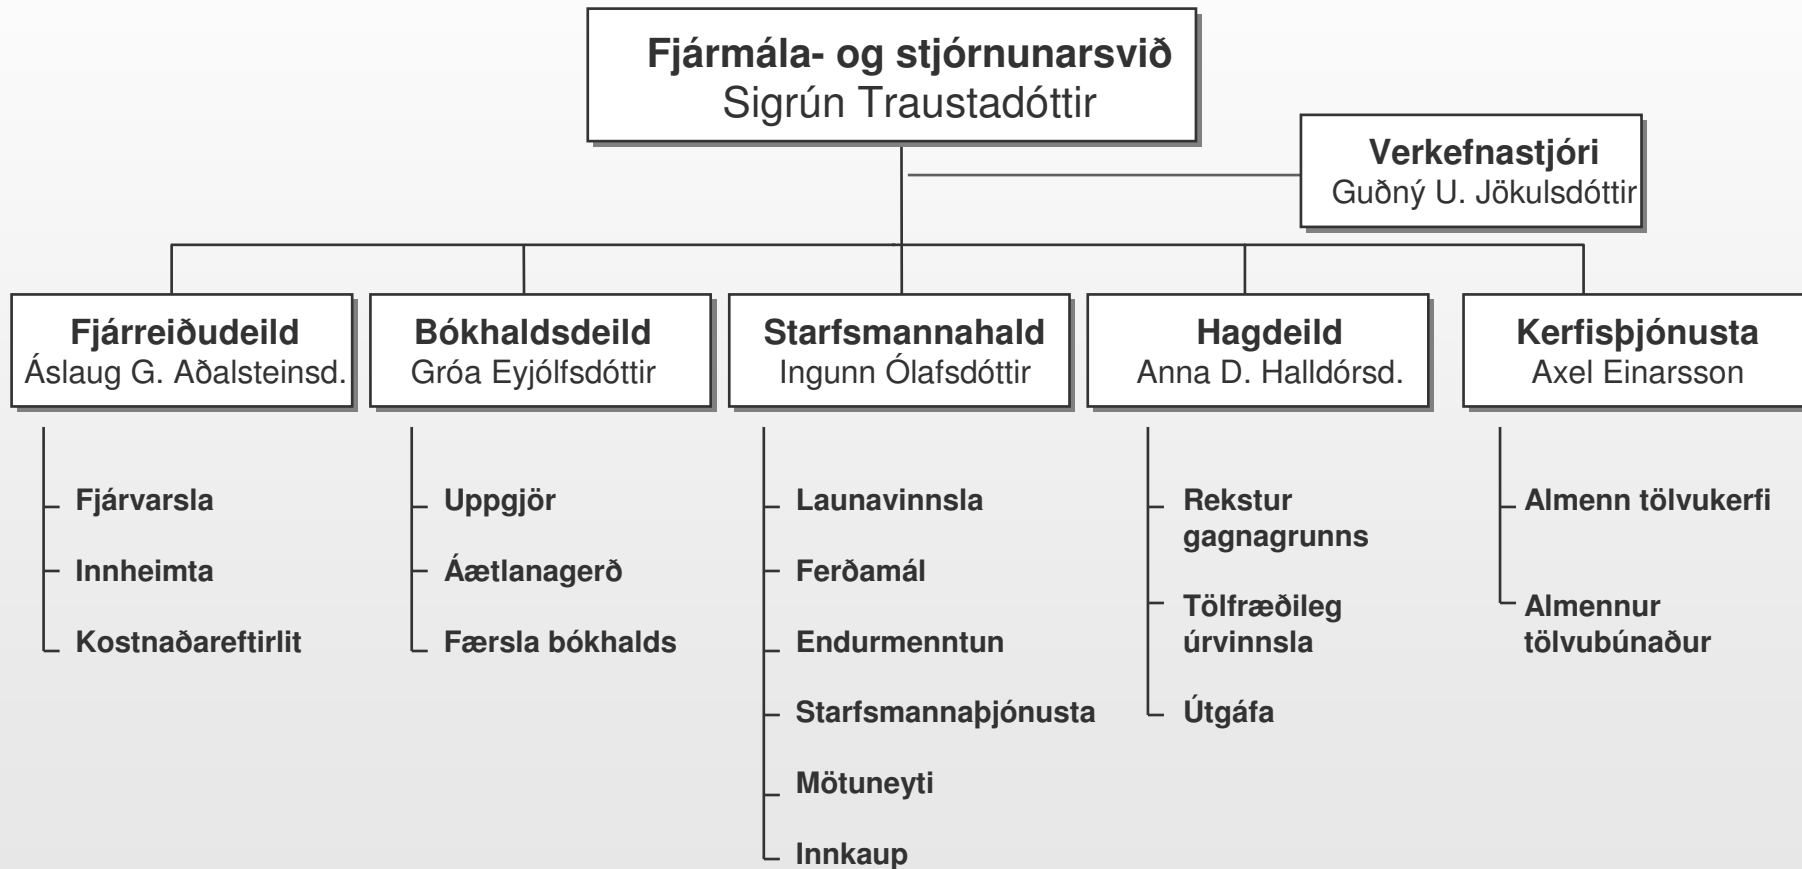 Fjármála- og stjórnunarsvið
Sigrún Traustadóttir
Verkefnastjóri
Guðný U. Jökulsdóttir
Fjárreiðudeild
Áslaug G. Aðalsteinsd.
Bókhaldsdeild
Gróa Eyjólfsdóttir
Starfsmannahald
Ingunn Ólafsdóttir
Hagdeild
Anna D. Halldórsd.
Kerfisþjónusta
Axel Einarsson
Fjárvarsla
Innheimta
Kostnaðareftirlit
Uppgjör
Áætlanagerð
Færsla bókhalds
Launavinnsla
Ferðamál
Endurmenntun
Starfsmannaþjónusta
Mötuneyti
Innkaup
Rekstur
gagnagrunns
Tölfræðileg
úrvinnsla
Útgáfa
Almenn tölvukerfi
Almennur
tölvubúnaður